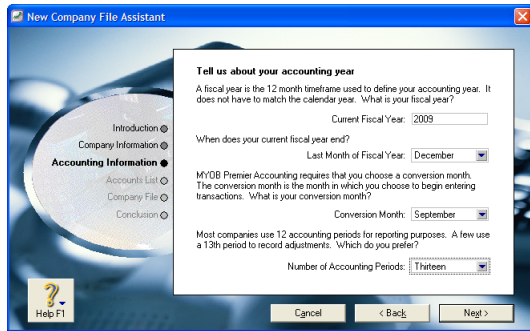 New Company File Assistant
Tell us about your accounting year
A fiscal year is the 12 month timeframe used to define your accounting year. It
does not have to match the calendar year. What is your fiscal year?
Current Fiscal Year: 2009
When does your current fiscal year end?
Last Month of Fiscal Year: December
MYOB Premier Accounting requires that you choose a conversion month.
The conversion month is the month in which you choose to begin entering
transactions. What is your conversion month?
Conversion Month: September
Most companies use 12 accounting periods for reporting purposes. A few use
a 13th period to record adjustments. Which do you prefer?
Number of Accounting Periods: Thirteen
Introduction
Company Information
Accounting Information
Accounts List
Company File
Conclusion
Help F1
Cancel
< Back
Next >